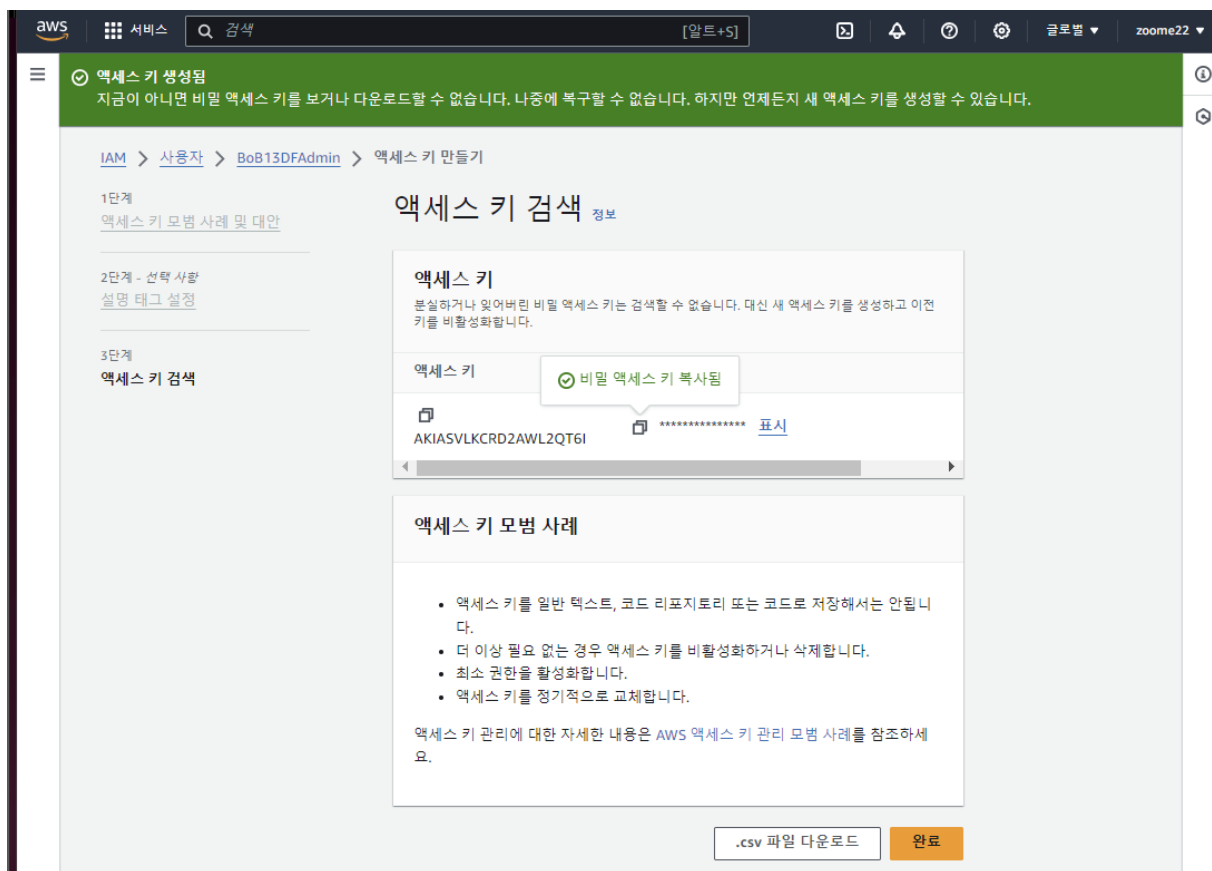 aws 서비스 검색 [알트+S] 글로벌 ▼ zoome22 ▼
액세스 키 생성됨
지금이 아니면 비밀 액세스 키를 보거나 다운로드할 수 없습니다. 나중에 복구할 수 없습니다. 하지만 언제든지 새 액세스 키를 생성할 수 있습니다.
IAM > 사용자 > BoB13DFAdmin > 액세스 키 만들기
1단계
액세스 키 모범 사례 및 대안
2단계 - 선택 사항
설명 태그 설정
3단계
액세스 키 검색
액세스 키 검색 정보
액세스 키
분실하거나 잊어버린 비밀 액세스 키는 검색할 수 없습니다. 대신 새 액세스 키를 생성하고 이전
키를 비활성화합니다.
액세스 키
비밀 액세스 키 복사됨
AKIASVLKCRD2AWL2QT6I
*************** 표시
액세스 키 모범 사례
• 액세스 키를 일반 텍스트, 코드 리포지토리 또는 코드로 저장해서는 안됩니
다.
• 더 이상 필요 없는 경우 액세스 키를 비활성화하거나 삭제합니다.
• 최소 권한을 활성화합니다.
• 액세스 키를 정기적으로 교체합니다.
액세스 키 관리에 대한 자세한 내용은 AWS 액세스 키 관리 모범 사례를 참조하세
요.
.csv 파일 다운로드 완료